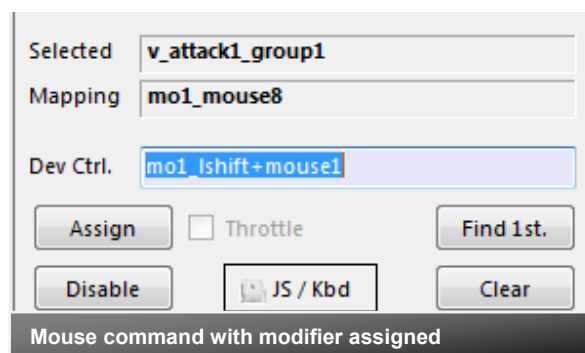 Selected v_attack1_group1
Mapping mo1_mouse8
Dev Ctrl. mo1_lshift+mouse1
Assign Throttle Find 1st.
Disable JS / Kbd Clear
Mouse command with modifier assigned